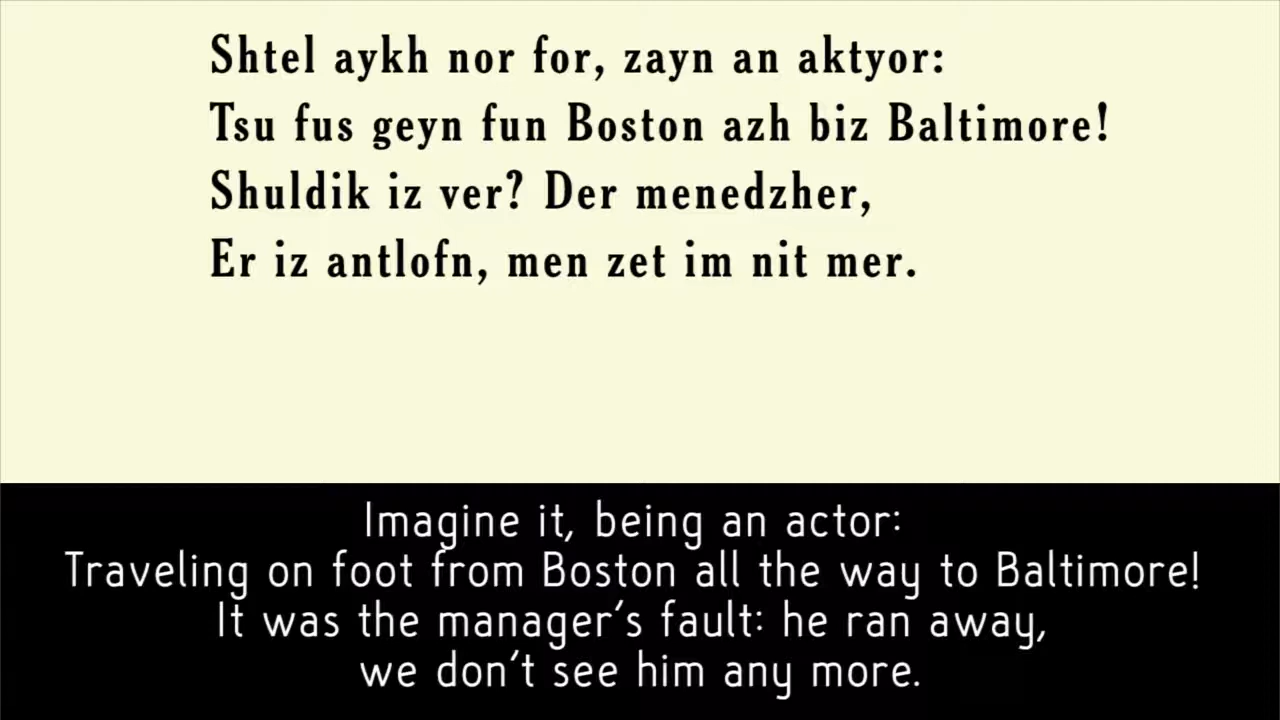 Shtel aykh nor for, zayn an aktyor:
Tsu fus geyn fun Boston azh biz Baltimore!
Shuldik iz ver? Der menedzher,
Er iz antlofn, men zet im nit mer.
Imagine it, being an actor:
Traveling on foot from Boston all the way to Baltimore!
It was the manager's fault: he ran away,
we don't see him any more.